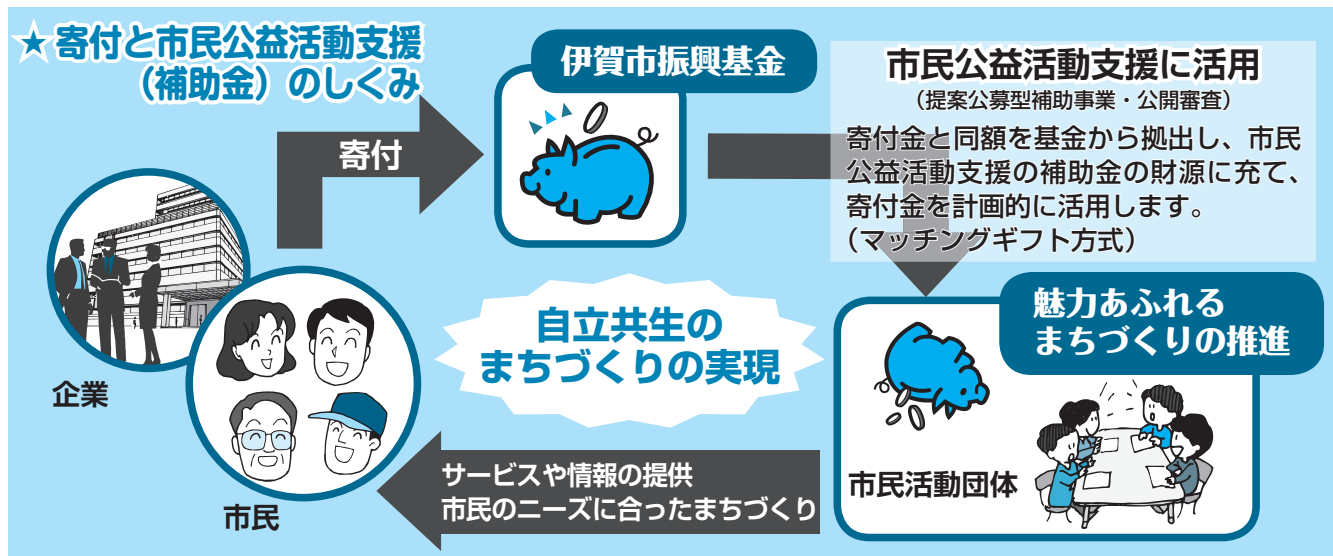 ★寄付と市民公益活動支援
（補助金）のしくみ
寄付
伊賀市振興基金
市民公益活動支援に活用
（提案公募型補助事業・公開審査）
寄付金と同額を基金から拠出し、市民
公益活動支援の補助金の財源に充て、
寄付金を計画的に活用します。
（マッチングギフト方式）
魅力あふれる
まちづくりの推進
市民活動団体
自立共生の
まちづくりの実現
サービスや情報の提供
市民のニーズに合ったまちづくり
企業
市民